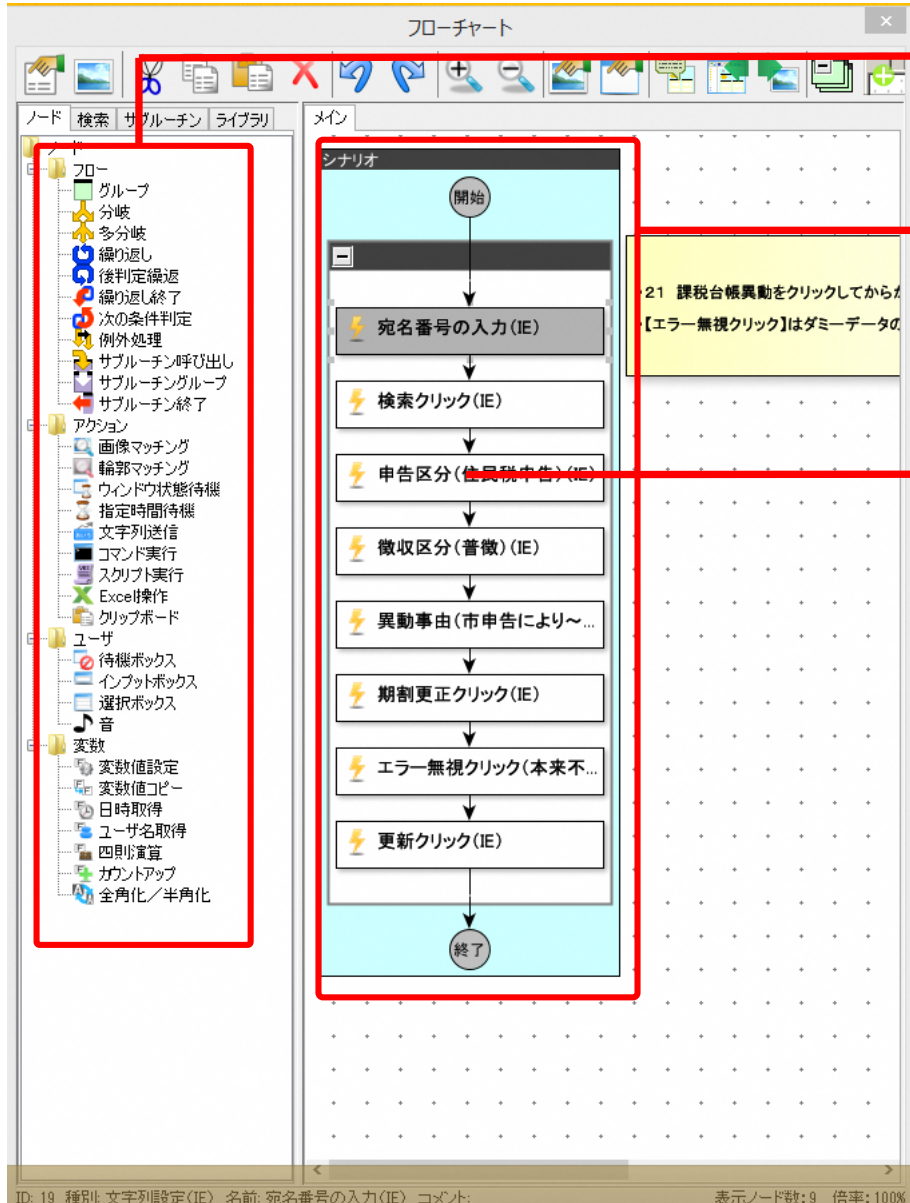 フローチャート
ノード 検索 サブルーチン ライブラリ
メイン
ノード
フロー
グループ
分岐
多分岐
繰り返し
後判定繰返
繰り返し終了
次の条件判定
例外処理
サブルーチン呼び出し
サブルーチングループ
サブルーチン終了
アクション
画像マッチング
輪郭マッチング
ウィンドウ状態待機
指定時間待機
文字列送信
コマンド実行
スクリプト実行
Excel操作
クリップボード
ユーザ
待機ボックス
インプットボックス
選択ボックス
音
変数
変数値設定
変数値コピー
日時取得
ユーザ名取得
四則演算
カウントアップ
全角化/半角化
シナリオ
開始
宛名番号の入力(IE)
検索クリック(IE)
申告区分(住民税申告)(IE)
徴収区分(普徴)(IE)
異動事由(市申告により～...
期割更正クリック(IE)
エラー無視クリック(本来不...
更新クリック(IE)
終了
・21 課税台帳異動をクリックしてから
・【エラー無視クリック】はダミーデータの
ID: 19 種別: 文字列設定(IE) 名前: 宛名番号の入力(IE) コメント:
表示ノード数: 9 倍率: 100%